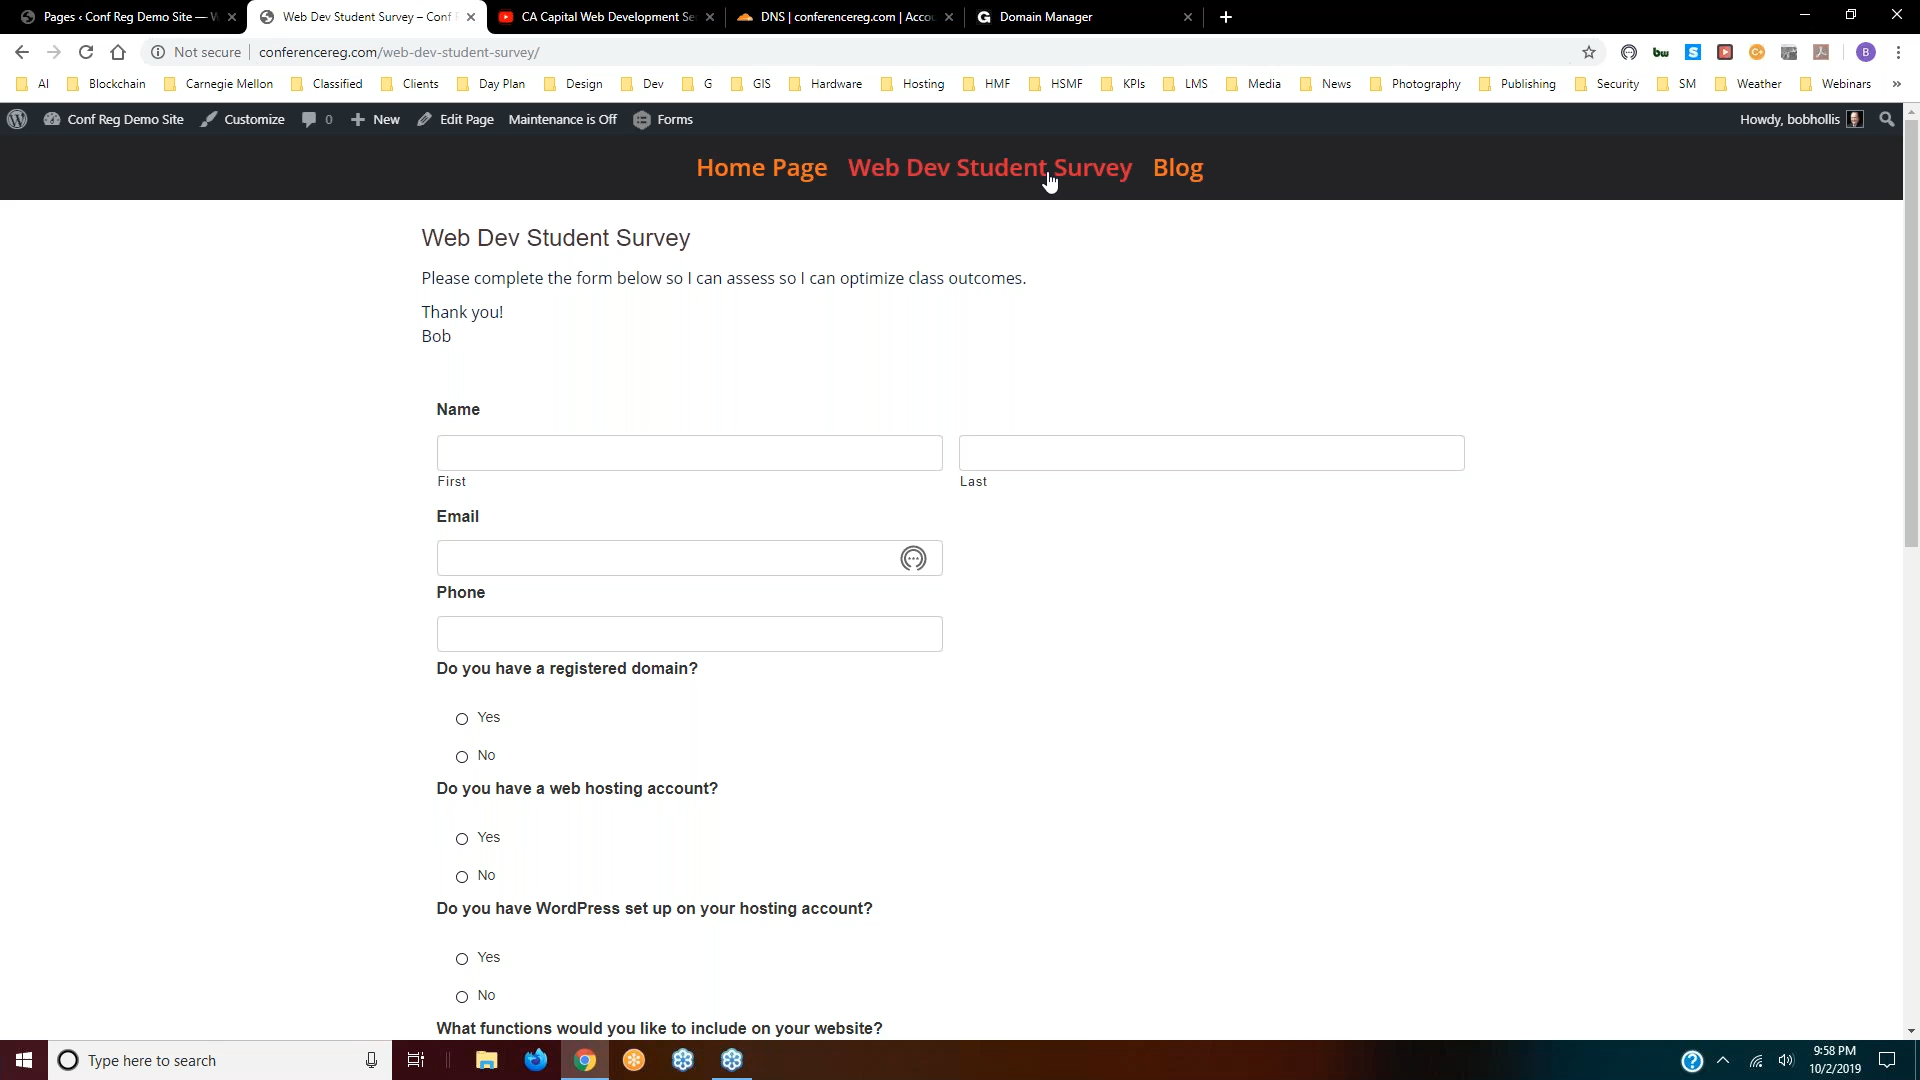 Pages ‹ Conf Reg Demo Site —
Web Dev Student Survey – Conf
CA Capital Web Development Se
DNS | conferencereg.com | Accou
Domain Manager
Not secure
conferencereg.com/web-dev-student-survey/
AI
Blockchain
Carnegie Mellon
Classified
Clients
Day Plan
Design
Dev
G
GIS
Hardware
Hosting
HMF
HSMF
KPIs
LMS
Media
News
Photography
Publishing
Security
SM
Weather
Webinars
»
Conf Reg Demo Site
Customize
0
New
Edit Page
Maintenance is Off
Forms
Howdy, bobhollis
Home Page
Web Dev Student Survey
Blog
Web Dev Student Survey
Please complete the form below so I can assess so I can optimize class outcomes.
Thank you!
Bob
Name
First
Last
Email
Phone
Do you have a registered domain?
Yes
No
Do you have a web hosting account?
Yes
No
Do you have WordPress set up on your hosting account?
Yes
No
What functions would you like to include on your website?
Type here to search
9:58 PM
10/2/2019